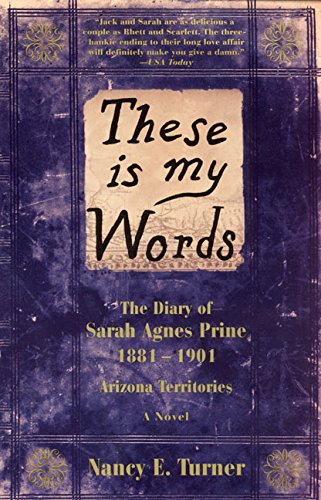 "Jack and Sarah are as delicious a
couple as Rhett and Scarlett. The three-
hankie ending to their long love affair
will definitely make you give a damn."
—USA Today
These
is my
Words
The Diary of
Sarah Agnes Prine
1881–1901
Arizona Territories
A Novel
Nancy E. Turner